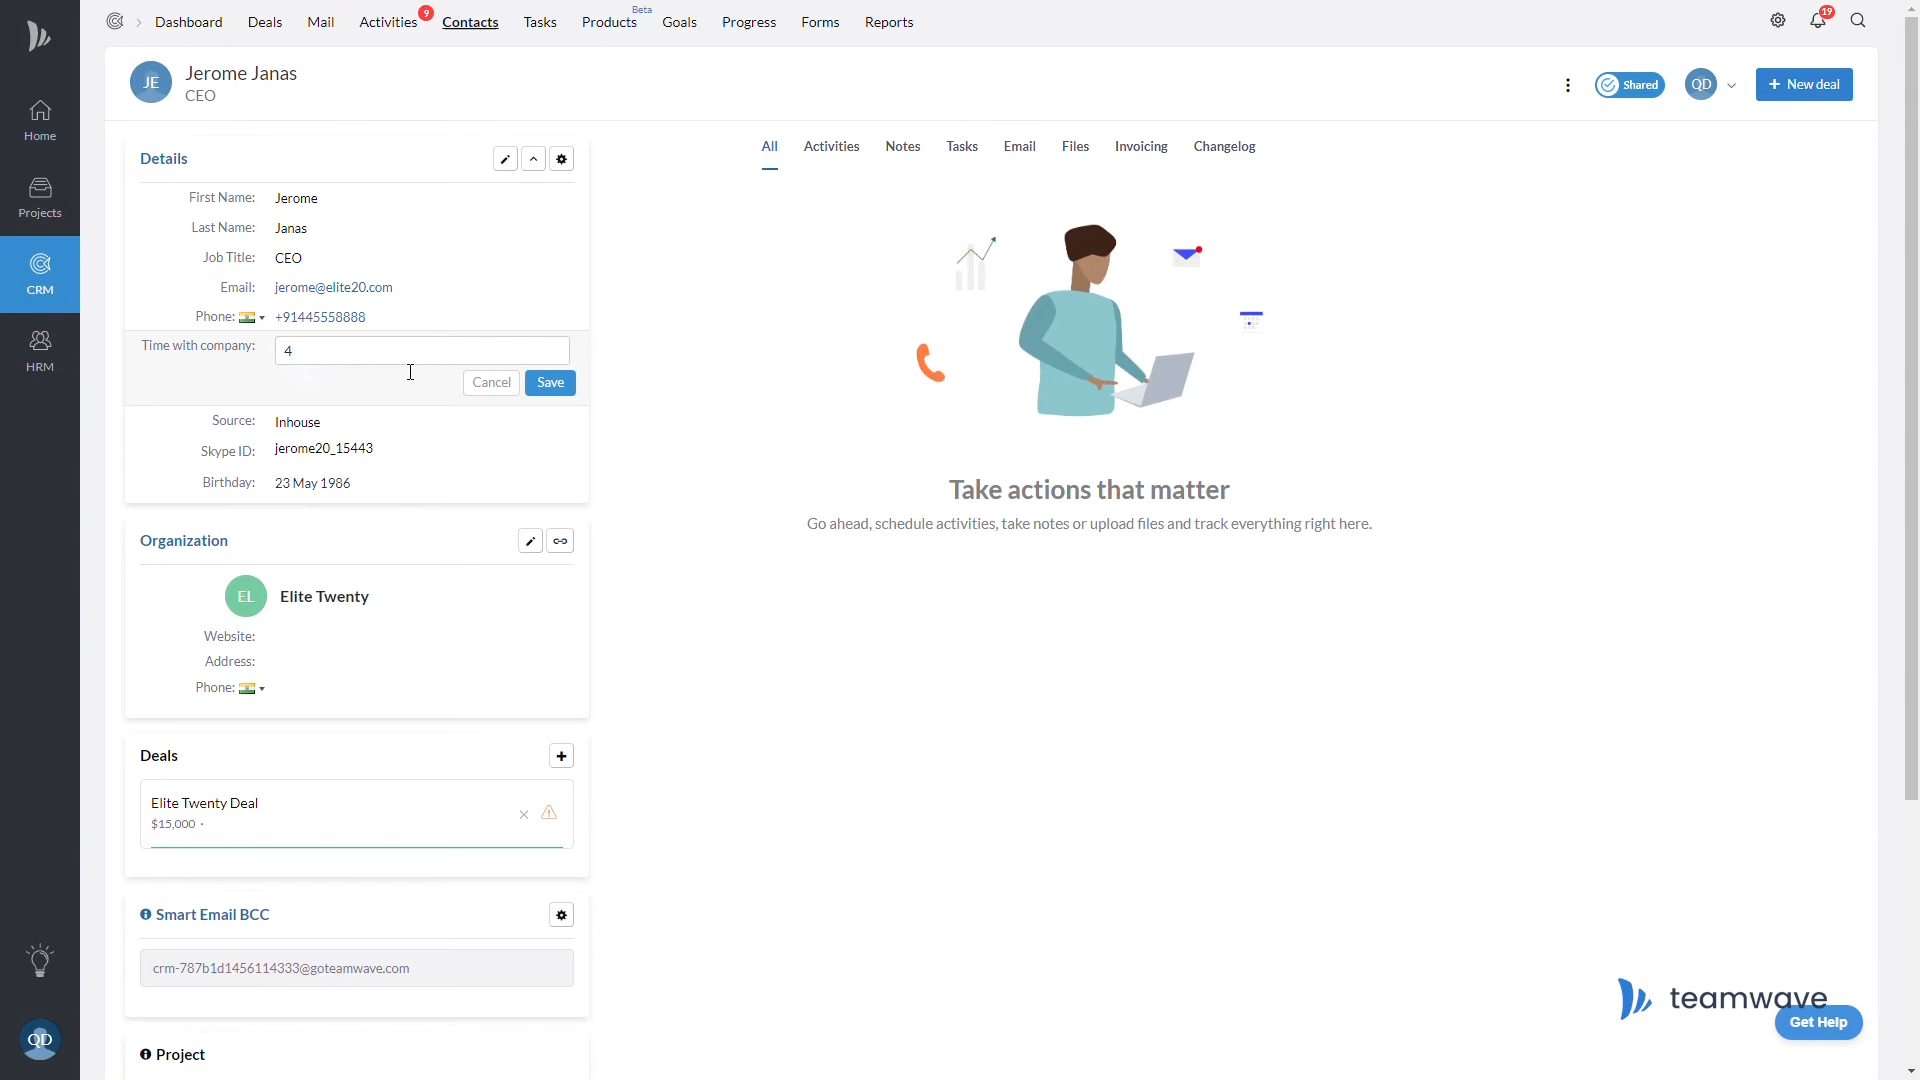 Dashboard Deals Mail Activities 9 Contacts Tasks Products Beta Goals Progress Forms Reports 19
Home
Projects
CRM
HRM
QD
JE
Jerome Janas
CEO
Shared
QD
+ New deal
Details
First Name: Jerome
Last Name: Janas
Job Title: CEO
Email: jerome@elite20.com
Phone: +91445558888
Time with company: 4
Cancel Save
Source: Inhouse
Skype ID: jerome20_15443
Birthday: 23 May 1986
Organization
EL Elite Twenty
Website:
Address:
Phone:
Deals
Elite Twenty Deal
$15,000 -
Smart Email BCC
crm-787b1d1456114333@goteamwave.com
Project
All Activities Notes Tasks Email Files Invoicing Changelog
Take actions that matter
Go ahead, schedule activities, take notes or upload files and track everything right here.
teamwave
Get Help